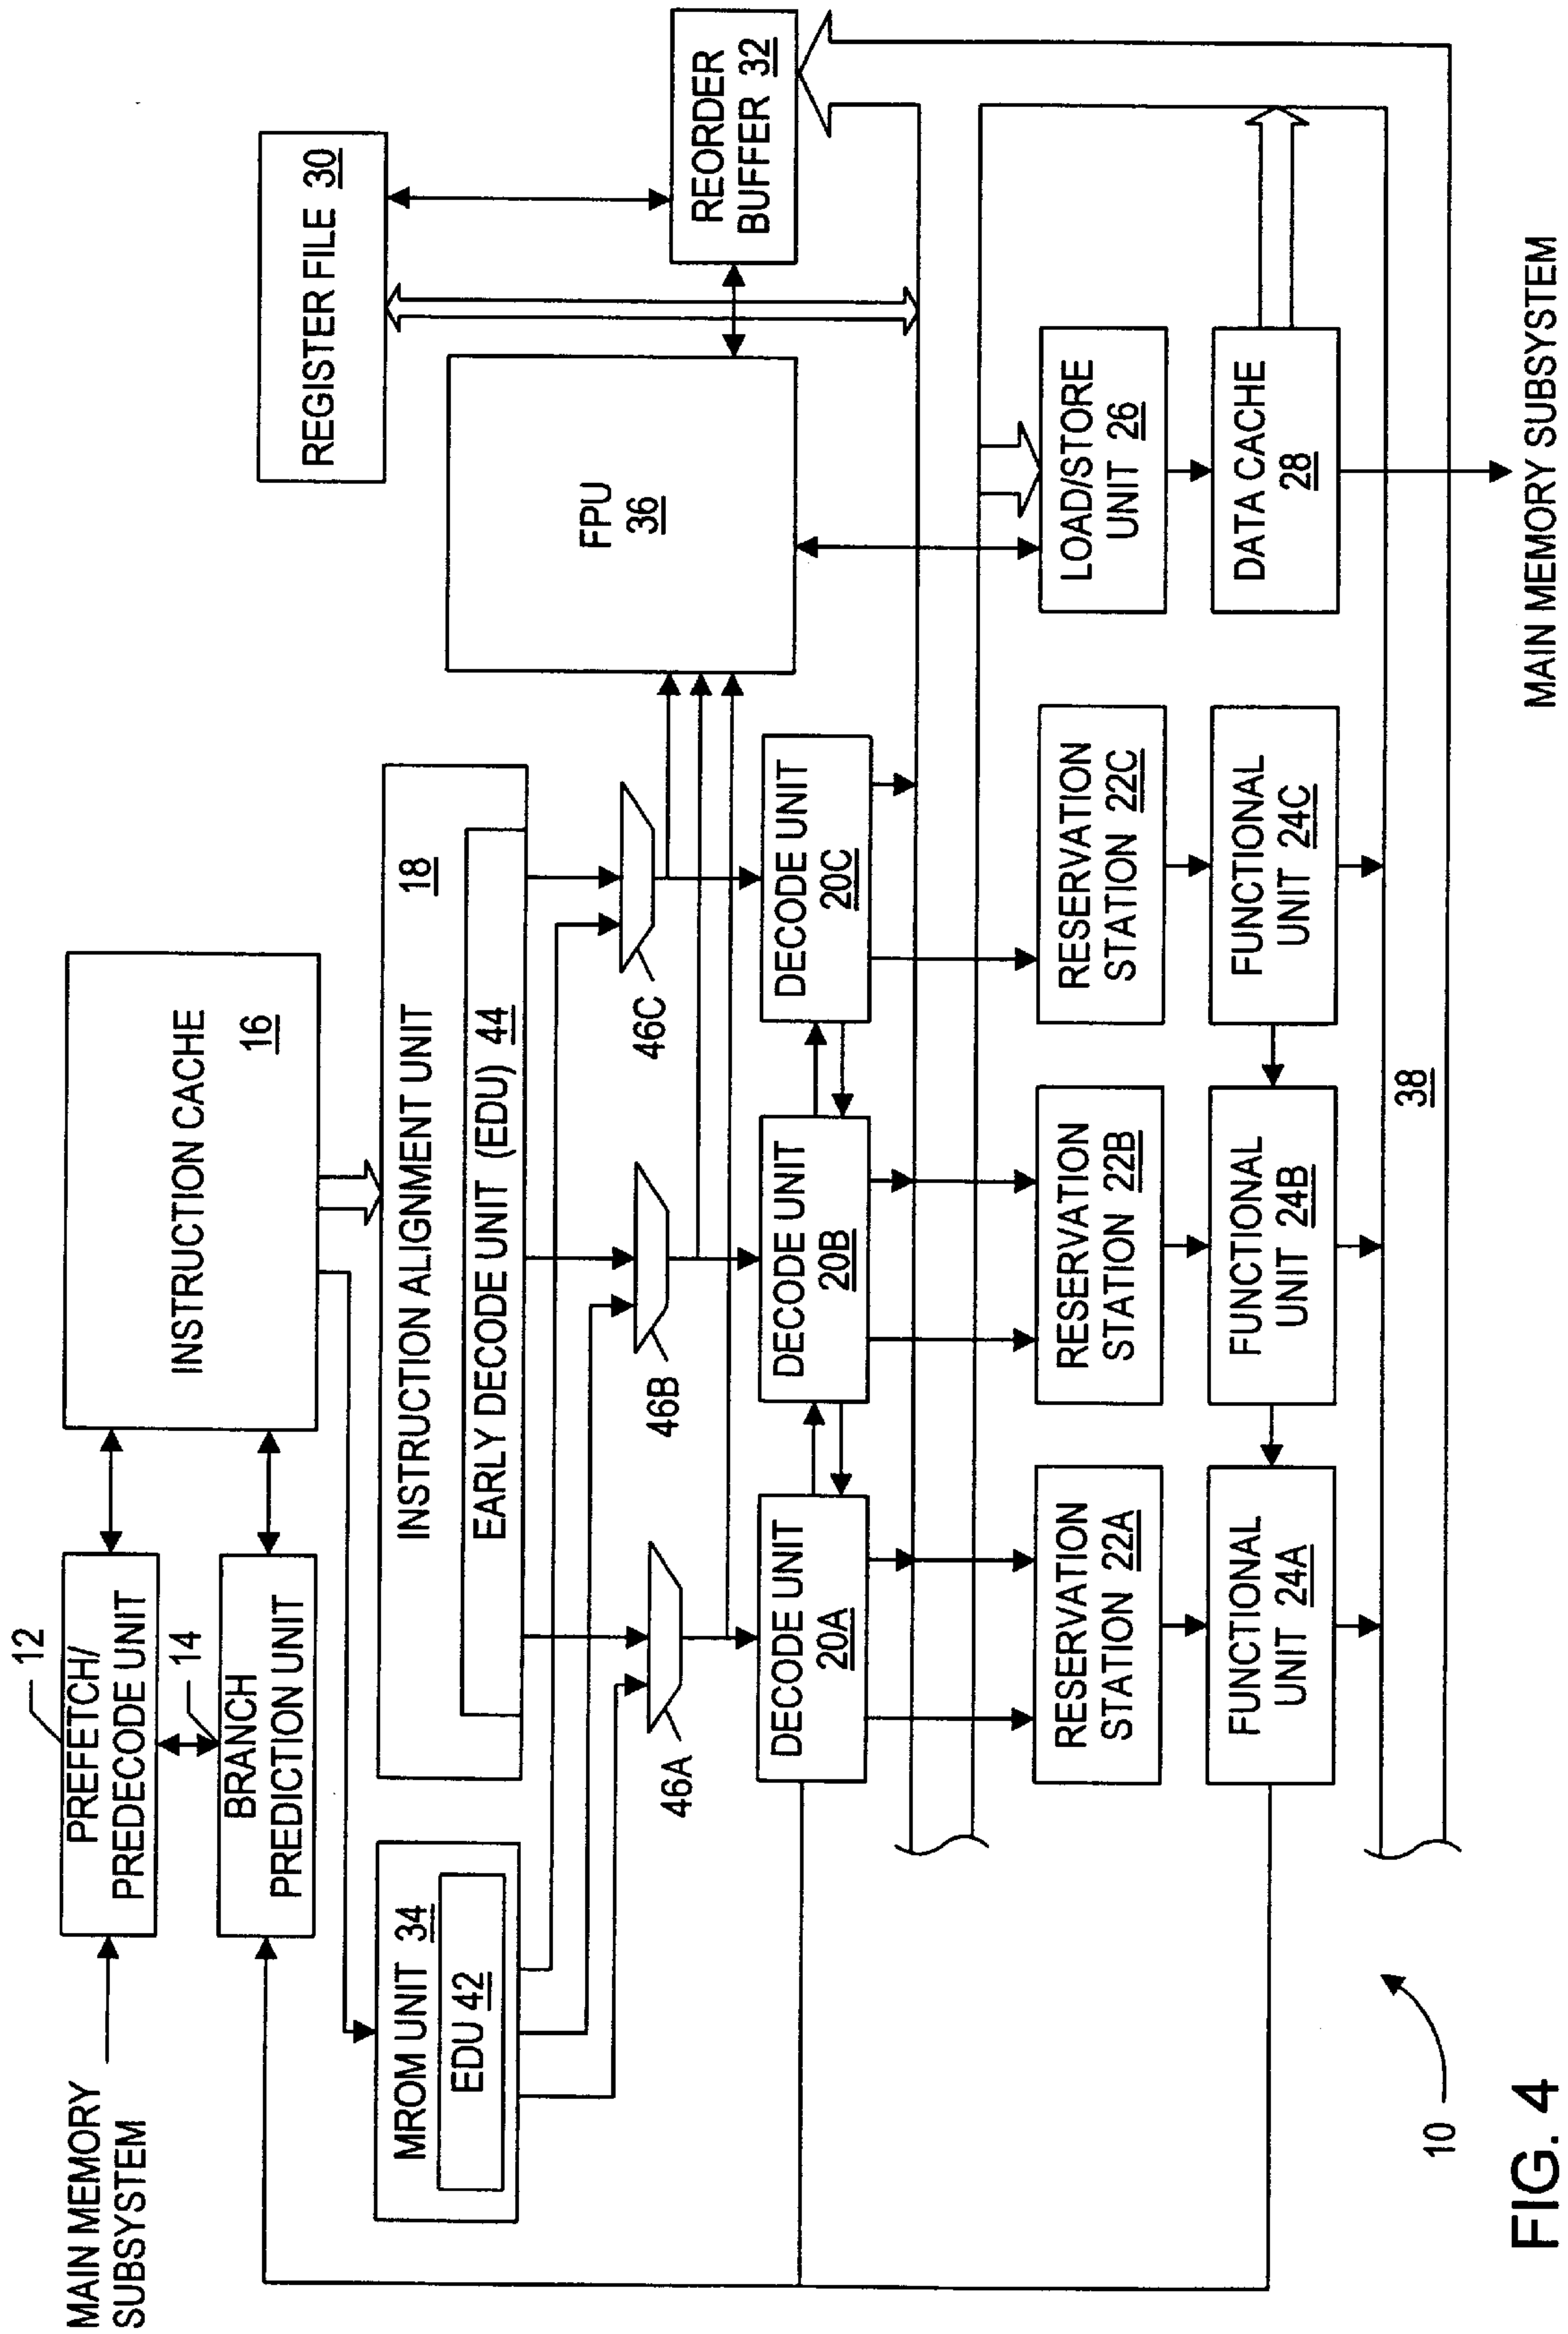 MAIN MEMORY
SUBSYSTEM
12
PREFETCH/
PREDECODE UNIT
14
BRANCH
PREDICTION UNIT
INSTRUCTION CACHE
16
REGISTER FILE 30
MROM UNIT 34
EDU 42
INSTRUCTION ALIGNMENT UNIT 18
EARLY DECODE UNIT (EDU) 44
FPU
36
REORDER
BUFFER 32
46A
46B
46C
DECODE UNIT
20A
DECODE UNIT
20B
DECODE UNIT
20C
RESERVATION
STATION 22A
RESERVATION
STATION 22B
RESERVATION
STATION 22C
LOAD/STORE
UNIT 26
FUNCTIONAL
UNIT 24A
FUNCTIONAL
UNIT 24B
FUNCTIONAL
UNIT 24C
DATA CACHE
28
38
10
MAIN MEMORY SUBSYSTEM
FIG. 4